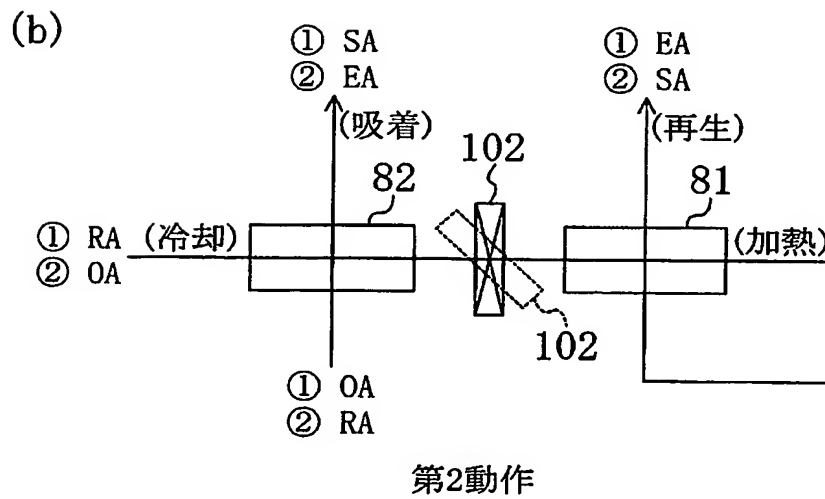 (b)
① SA
② EA
(吸着)
① EA
② SA
(再生)
102
82
81
① RA (冷却)
② OA
(加熱)
102
① OA
② RA
第2動作